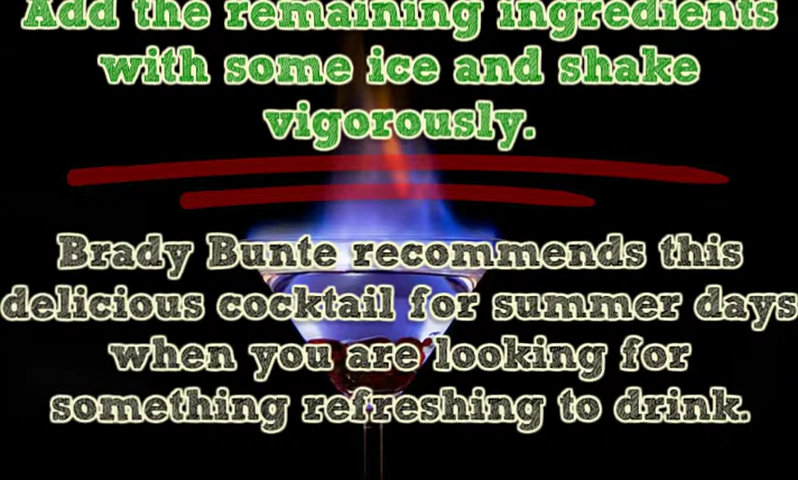 Add the remaining ingredients
with some ice and shake
vigorously.
Brady Bunte recommends this
delicious cocktail for summer days
when you are looking for
something refreshing to drink.